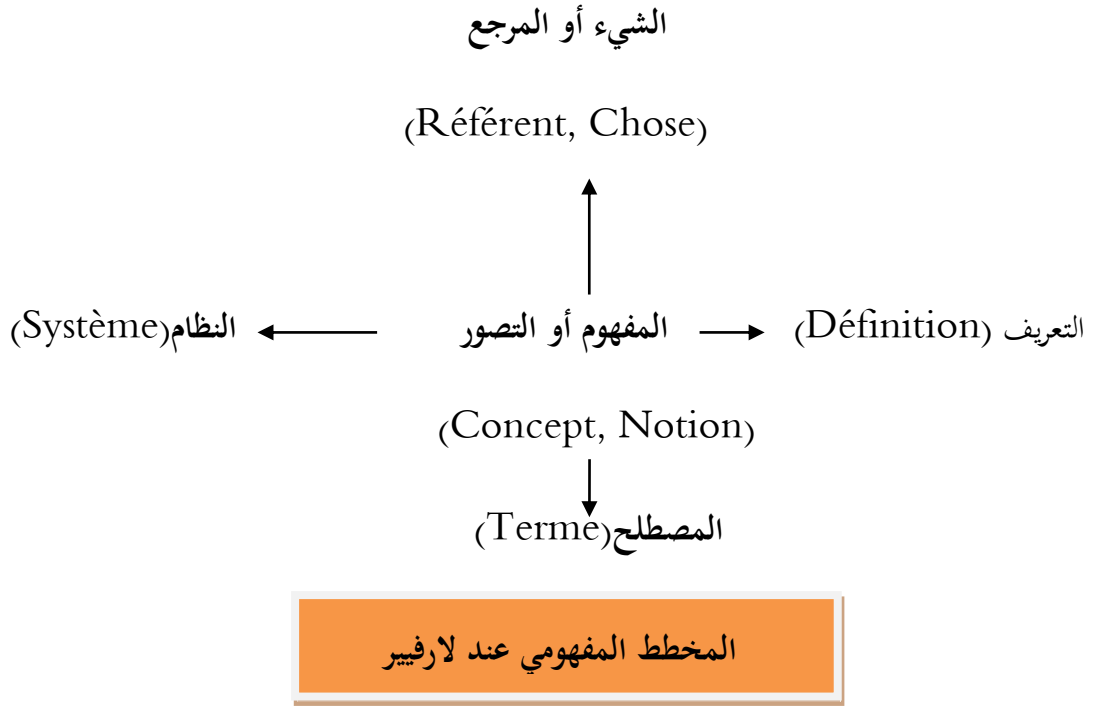 الشيء أو المرجع
(Référent, Chose)
التعريف (Définition)
المفهوم أو التصور
النظام(Système)
(Concept, Notion)
المصطلح(Terme)
المخطط المفهومي عند لارفيير